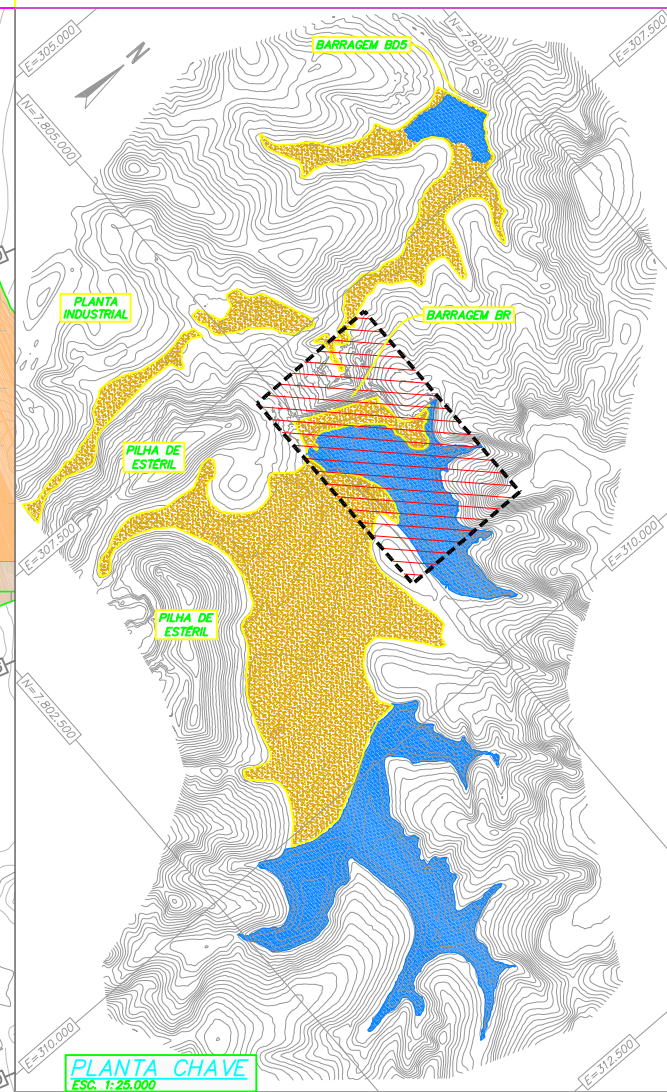 E=305.000
N
BARRAGEM BD5
N=7.807.500
E=307.500
N=7.805.000
PLANTA
INDUSTRIAL
BARRAGEM BR
PILHA DE
ESTÉRIL
E=307.500
E=310.000
PILHA DE
ESTÉRIL
N=7.802.500
E=310.000
PLANTA CHAVE
ESC. 1:25.000
E=312.500